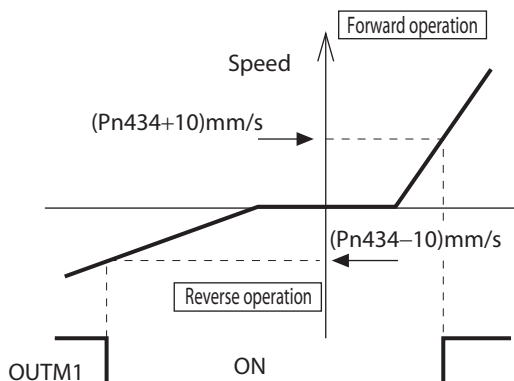 Forward operation
Speed
(Pn434+10)mm/s
(Pn434−10)mm/s
Reverse operation
OUTM1
ON